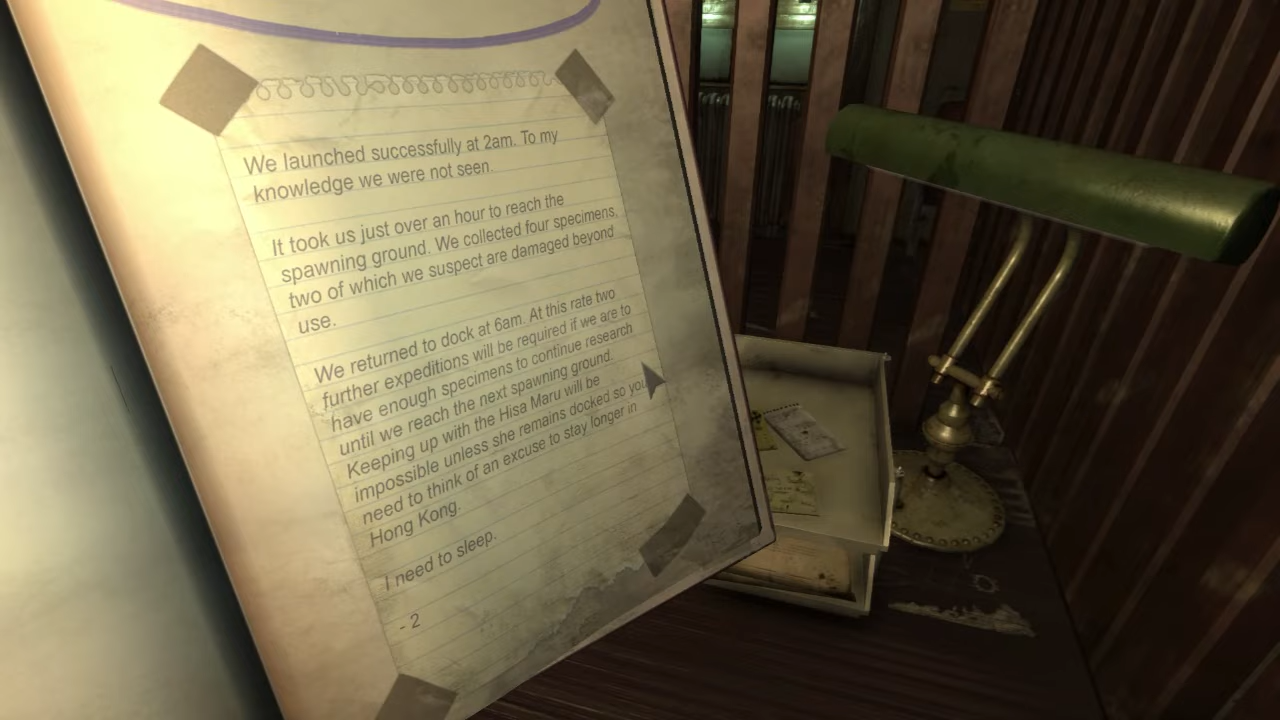 We launched successfully at 2am. To my
knowledge we were not seen.
It took us just over an hour to reach the
spawning ground. We collected four specimens,
two of which we suspect are damaged beyond
use.
We returned to dock at 6am. At this rate two
further expeditions will be required if we are to
have enough specimens to continue research
until we reach the next spawning ground.
Keeping up with the Hisa Maru will be
impossible unless she remains docked so you
need to think of an excuse to stay longer in
Hong Kong.
I need to sleep.
- 2